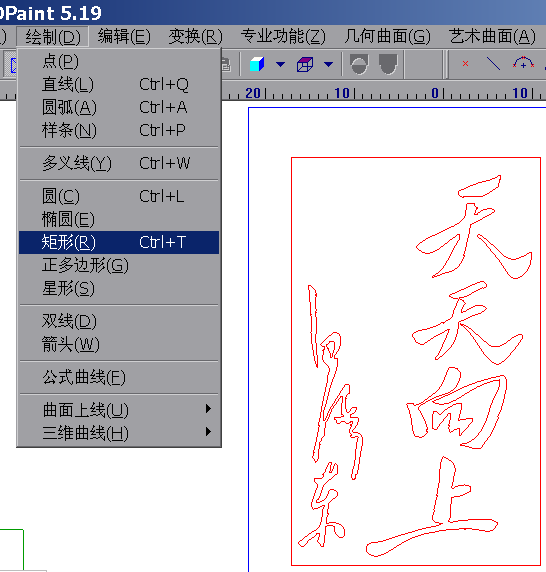 DPaint 5.19
) 绘制(D) 编辑(E) 变换(R) 专业功能(Z) 几何曲面(G) 艺术曲面(A)
点(P)
直线(L) Ctrl+Q
圆弧(A) Ctrl+A
样条(N) Ctrl+P
多义线(Y) Ctrl+W
圆(C) Ctrl+L
椭圆(E)
矩形(R) Ctrl+T
正多边形(G)
星形(S)
双线(D)
箭头(W)
公式曲线(F)
曲面上线(U)
三维曲线(H)
20 10 0 10
天天向上
毛泽东